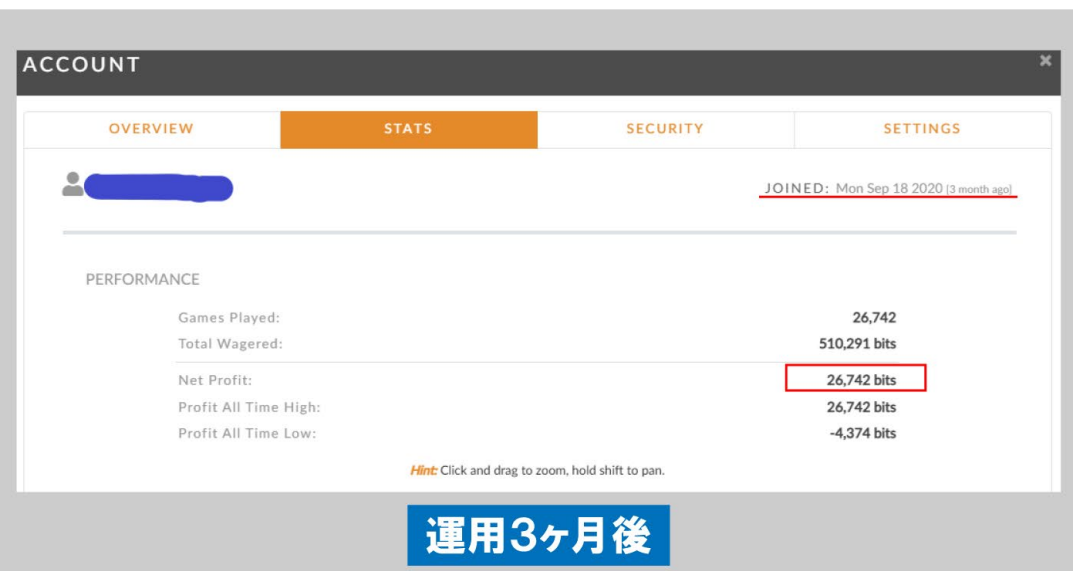 ACCOUNT ×
OVERVIEW STATS SECURITY SETTINGS
JOINED: Mon Sep 18 2020 [3 month ago]
PERFORMANCE
Games Played: 26,742
Total Wagered: 510,291 bits
Net Profit: 26,742 bits
Profit All Time High: 26,742 bits
Profit All Time Low: -4,374 bits
Hint: Click and drag to zoom, hold shift to pan.
運用3ヶ月後